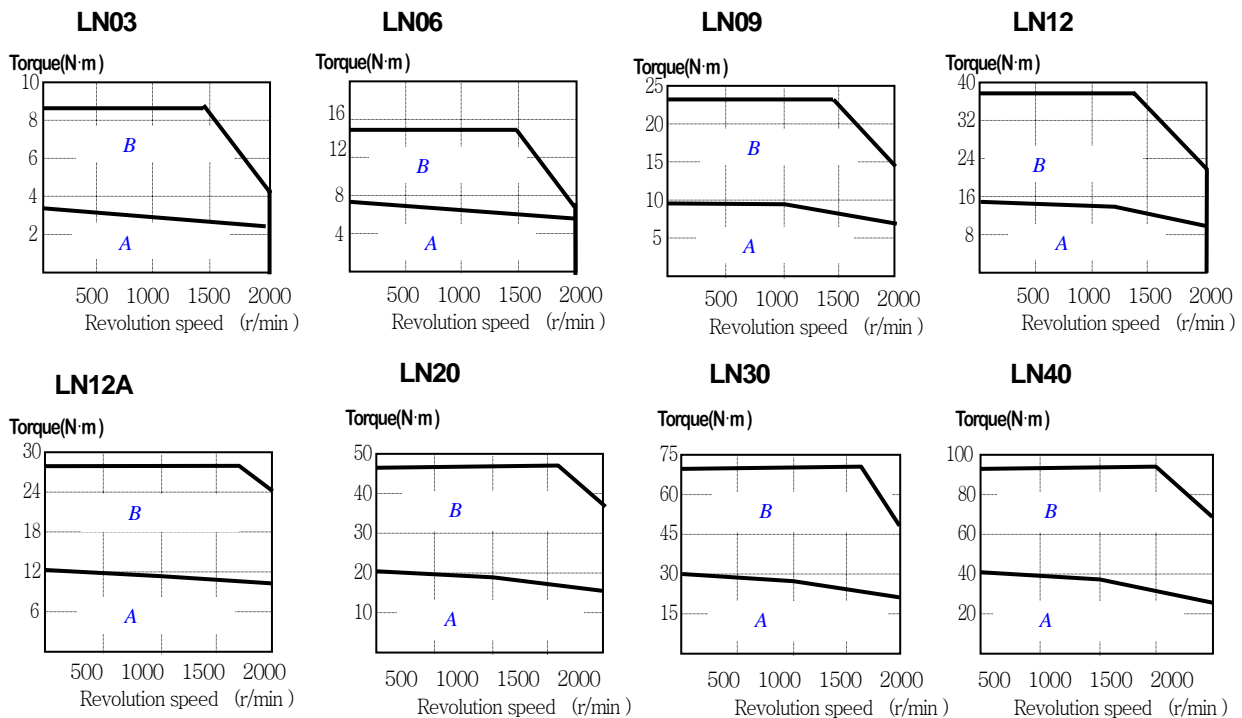 LN03 LN06 LN09 LN12
Torque(N·m) Torque(N·m) Torque(N·m) Torque(N·m)
10 8 6 4 2
B
A
500 1000 1500 2000
Revolution speed (r/min )
16 12 8 4
B
A
500 1000 1500 2000
Revolution speed (r/min )
25 20 15 10 5
B
A
500 1000 1500 2000
Revolution speed (r/min )
40 32 24 16 8
B
A
500 1000 1500 2000
Revolution speed (r/min )
LN12A LN20 LN30 LN40
Torque(N·m) Torque(N·m) Torque(N·m) Torque(N·m)
30 24 18 12 6
B
A
500 1000 1500 2000
Revolution speed (r/min )
50 40 30 20 10
B
A
500 1000 1500 2000
Revolution speed (r/min )
75 60 45 30 15
B
A
500 1000 1500 2000
Revolution speed (r/min )
100 80 60 40 20
B
A
500 1000 1500 2000
Revolution speed (r/min )